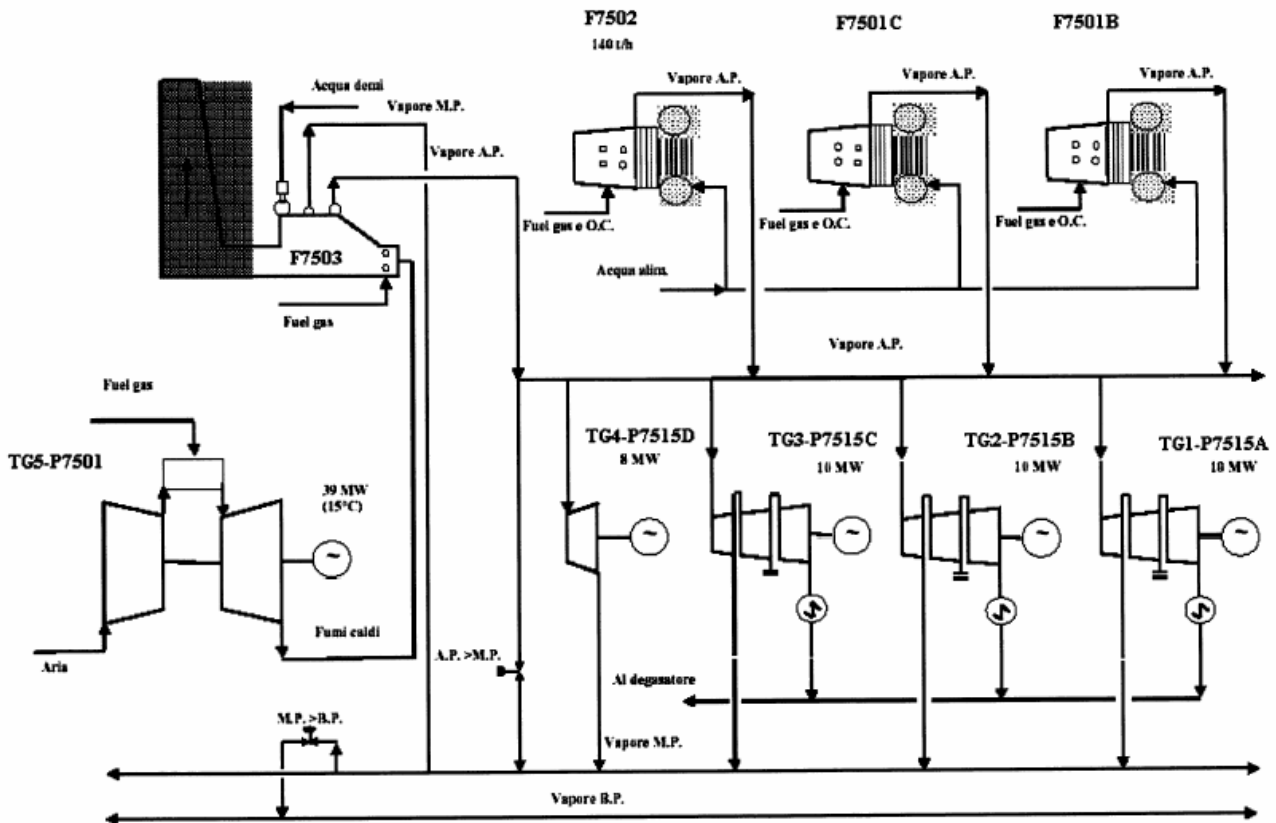 F7502
140 t/h
F7501C
F7501B
Acqua demi
Vapore M.P.
Vapore A.P.
Vapore A.P.
Vapore A.P.
Vapore A.P.
F7503
Fuel gas e O.C.
Fuel gas e O.C.
Fuel gas e O.C.
Acqua alim.
Fuel gas
Vapore A.P.
Fuel gas
TG5-P7501
39 MW
(15°C)
TG4-P7515D
8 MW
TG3-P7515C
10 MW
TG2-P7515B
10 MW
TG1-P7515A
10 MW
~
~
~
~
~
Fumi caldi
Aria
A.P. >M.P.
Al degasatore
M.P. >B.P.
Vapore M.P.
Vapore B.P.